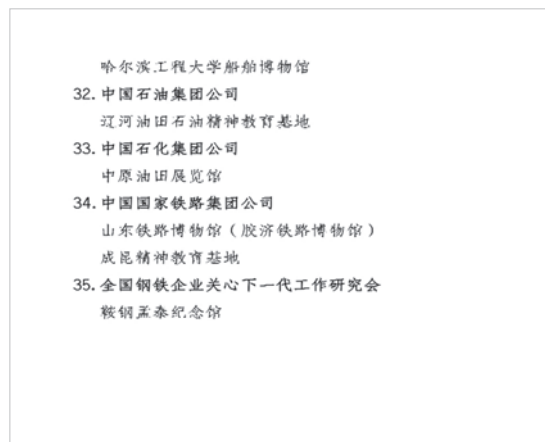 哈尔滨工程大学船舶博物馆
32. 中国石油集团公司
辽河油田石油精神教育基地
33. 中国石化集团公司
中原油田展览馆
34. 中国国家铁路集团公司
山东铁路博物馆（胶济铁路博物馆）
成昆精神教育基地
35. 全国钢铁企业关心下一代工作研究会
鞍钢孟泰纪念馆